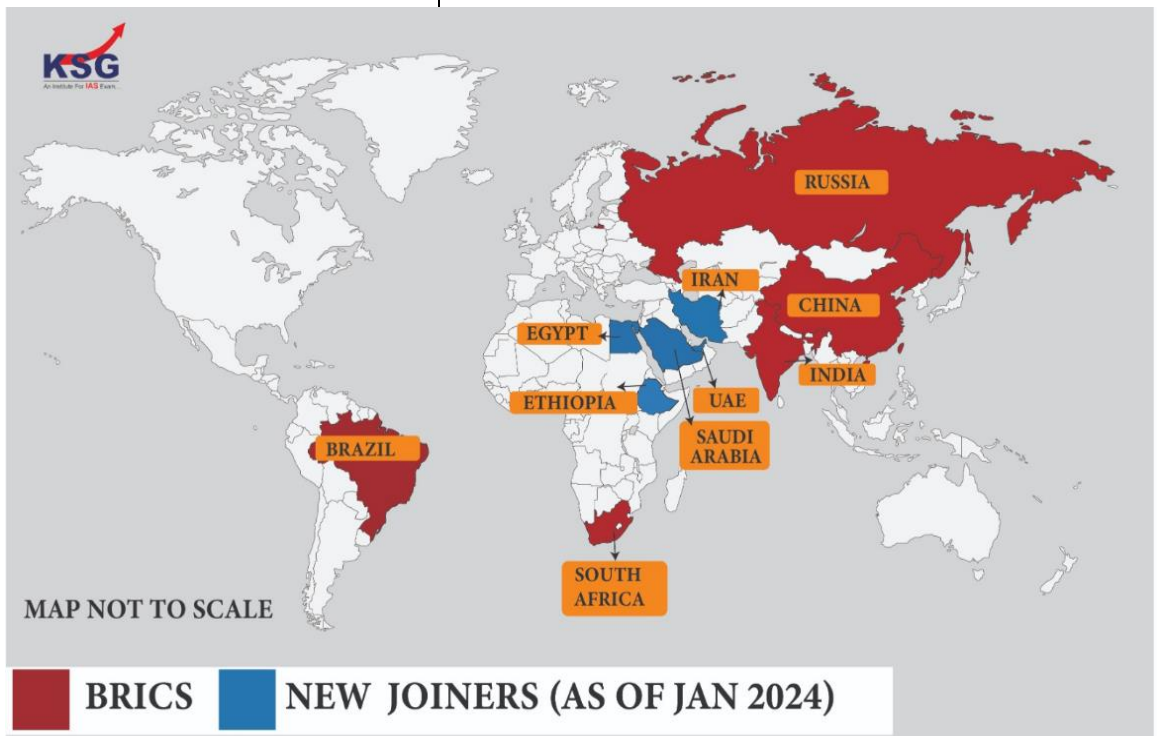 KSG
An Institute For IAS Exam...
RUSSIA
IRAN
CHINA
EGYPT
INDIA
ETHIOPIA
UAE
SAUDI
ARABIA
BRAZIL
SOUTH
AFRICA
MAP NOT TO SCALE
BRICS
NEW JOINERS (AS OF JAN 2024)